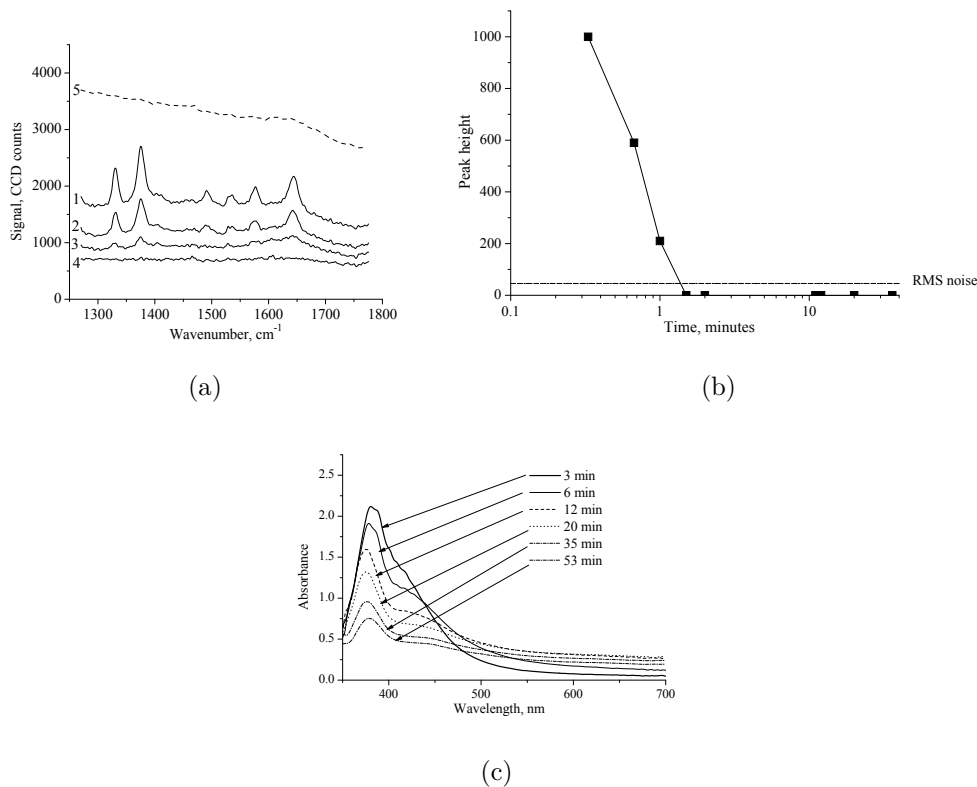 4000
3000
2000
1000
0
Signal, CCD counts
5
1
2
3
4
1300 1400 1500 1600 1700 1800
Wavenumber, cm-1
(a)
1000
800
600
400
200
0
Peak height
RMS noise
0.1 1 10
Time, minutes
(b)
2.5
2.0
1.5
1.0
0.5
0.0
Absorbance
3 min
6 min
12 min
20 min
35 min
53 min
400 500 600 700
Wavelength, nm
(c)